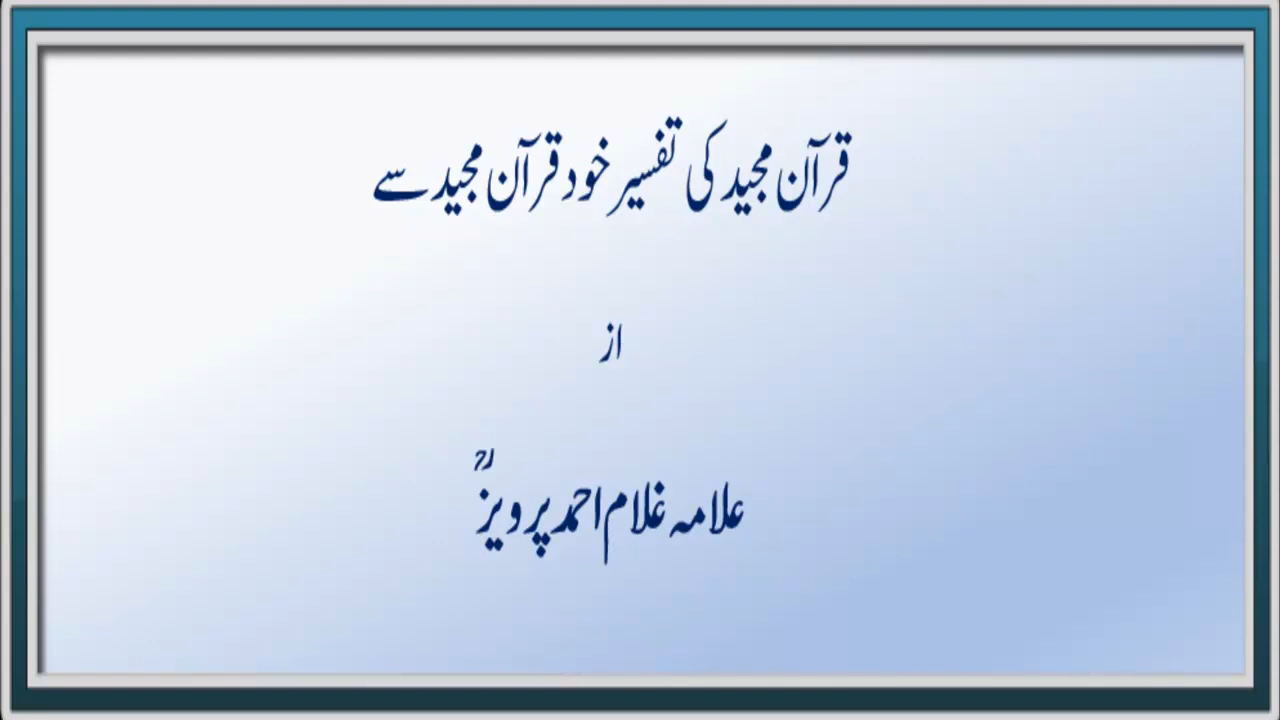 قرآن مجید کی تفسیر خود قرآن مجید سے
از
علامہ غلام احمد پرویزؒ